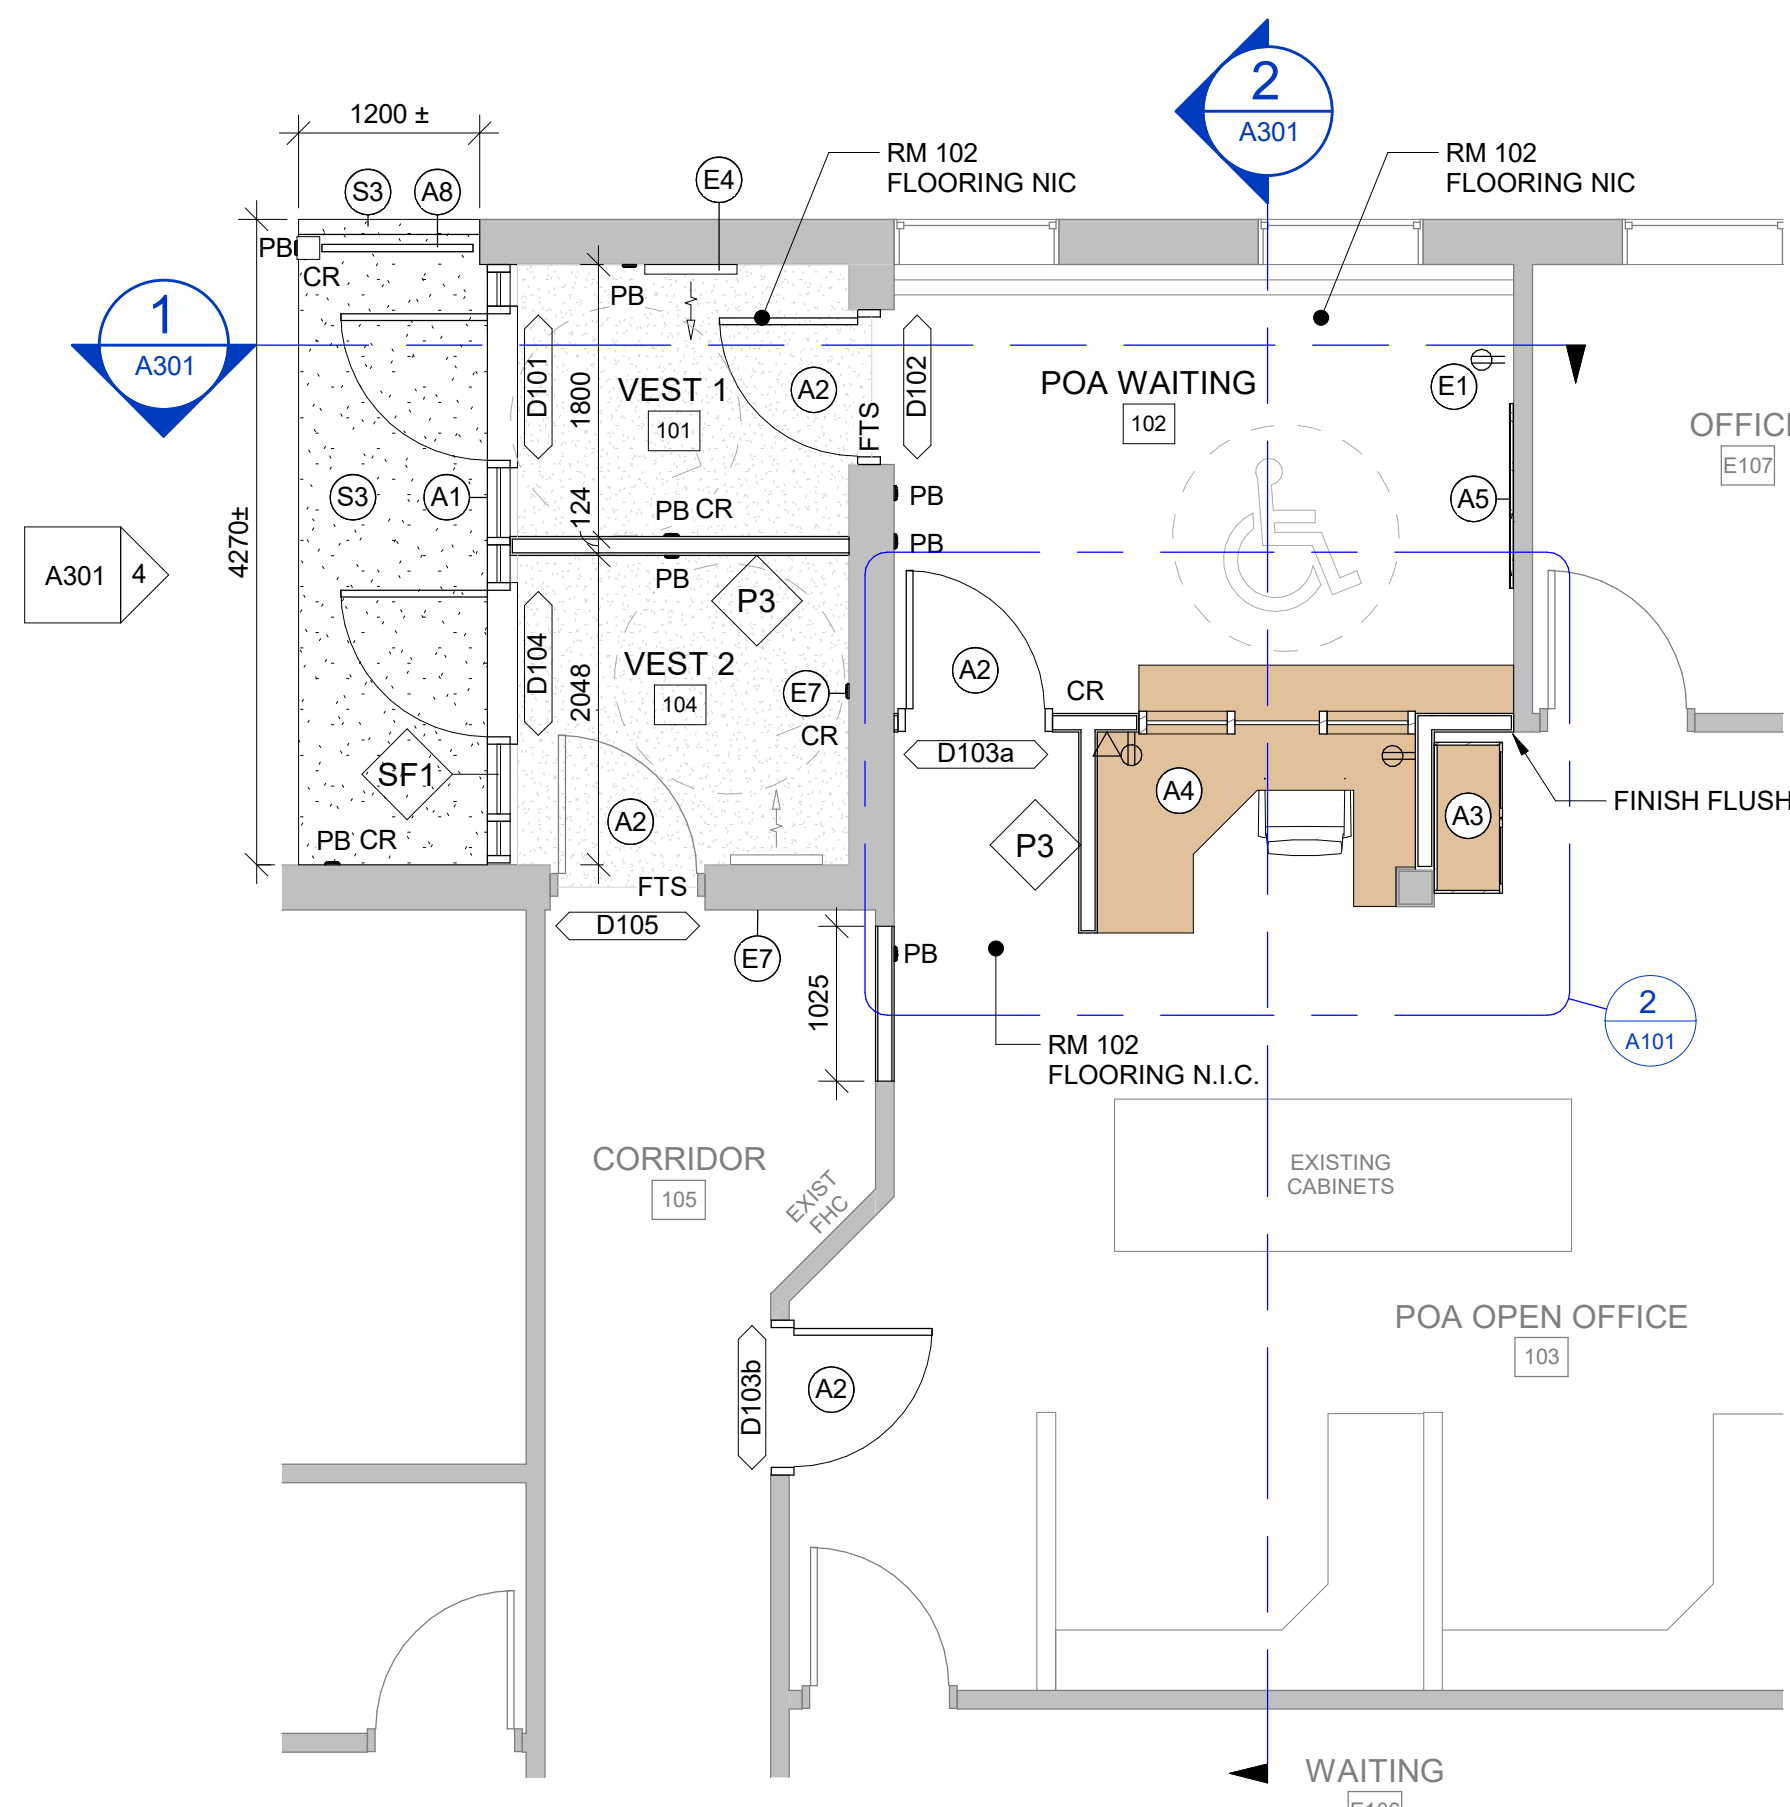 2
A301
1200 ±
RM 102
FLOORING NIC
RM 102
FLOORING NIC
S3
A8
E4
PB
CR
PB
1
A301
D101
1800
VEST 1
101
A2
D102
FTS
POA WAITING
102
E1
OFFIC
E107
S3
A1
124
PB CR
PB
A5
4270±
A301
4
PB
PB
P3
D104
2048
VEST 2
104
E7
CR
A2
CR
D103a
SF1
A4
A3
FINISH FLUSH
A2
P3
PB CR
FTS
D105
E7
PB
1025
2
A101
RM 102
FLOORING N.I.C.
CORRIDOR
105
EXIST
FHC
EXISTING
CABINETS
POA OPEN OFFICE
103
D103b
A2
WAITING
E106